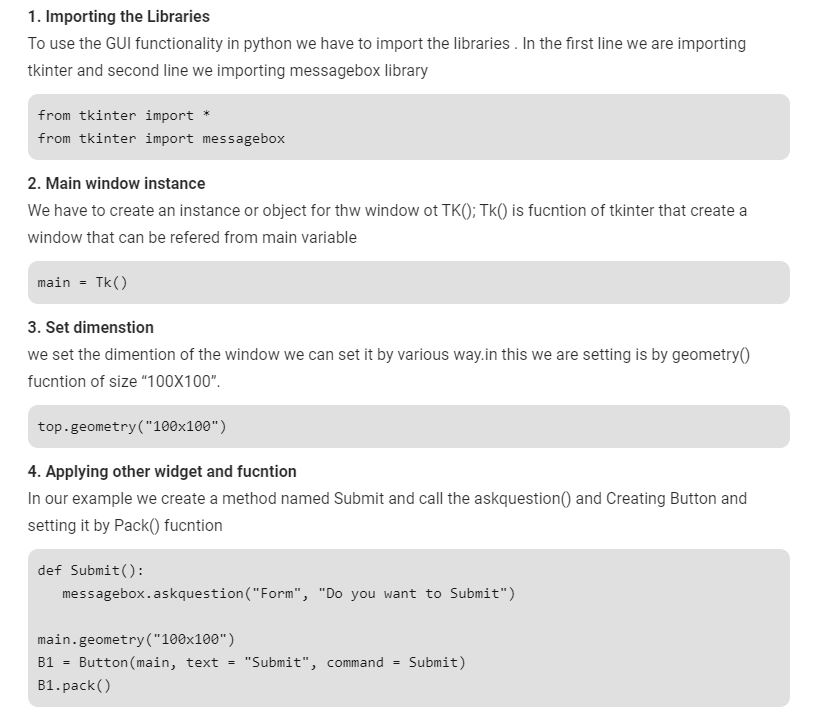 1. Importing the Libraries
To use the GUI functionality in python we have to import the libraries . In the first line we are importing
tkinter and second line we importing messagebox library
from tkinter import *
from tkinter import messagebox
2. Main window instance
We have to create an instance or object for thw window ot TK(); Tk() is fucntion of tkinter that create a
window that can be refered from main variable
main = Tk()
3. Set dimenstion
we set the dimention of the window we can set it by various way.in this we are setting is by geometry()
fucntion of size “100X100”.
top.geometry("100x100")
4. Applying other widget and fucntion
In our example we create a method named Submit and call the askquestion() and Creating Button and
setting it by Pack() fucntion
def Submit():
   messagebox.askquestion("Form", "Do you want to Submit")
main.geometry("100x100")
B1 = Button(main, text = "Submit", command = Submit)
B1.pack()